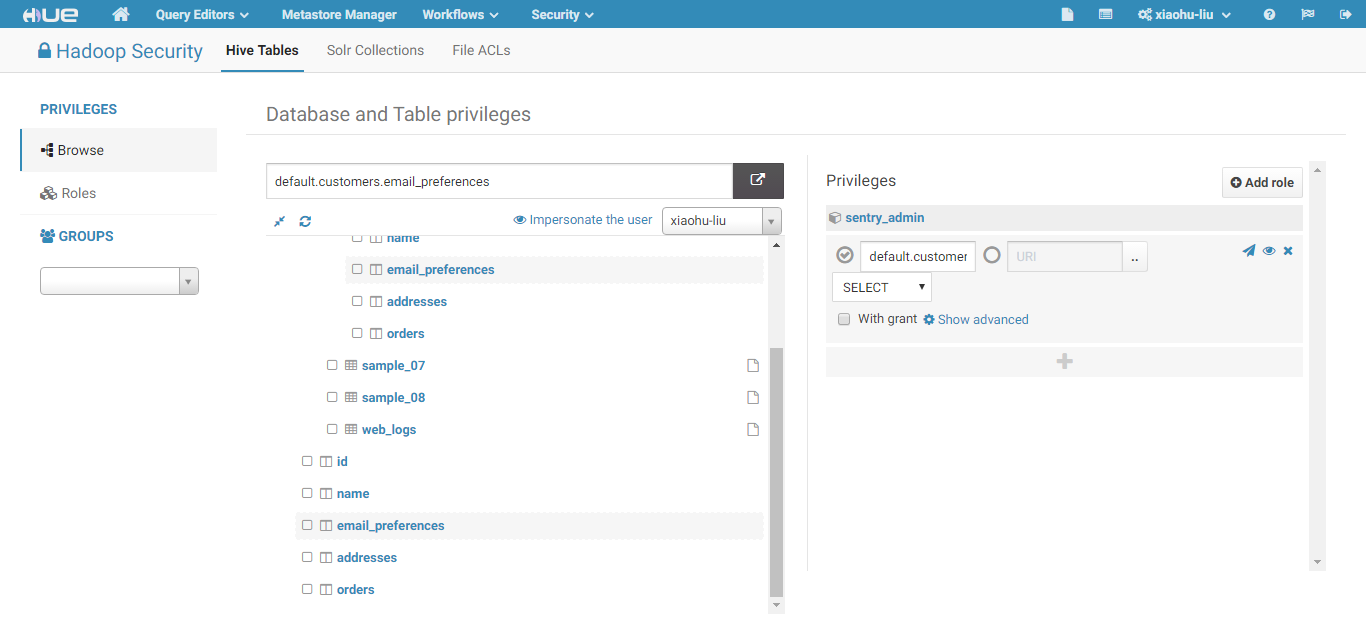 HUE Query Editors Metastore Manager Workflows Security xiaohu-liu
Hadoop Security Hive Tables Solr Collections File ACLs
PRIVILEGES
Browse
Roles
GROUPS
Database and Table privileges
default.customers.email_preferences
Impersonate the user xiaohu-liu
name
email_preferences
addresses
orders
sample_07
sample_08
web_logs
id
name
email_preferences
addresses
orders
Privileges
Add role
sentry_admin
default.customer URI ..
SELECT
With grant Show advanced